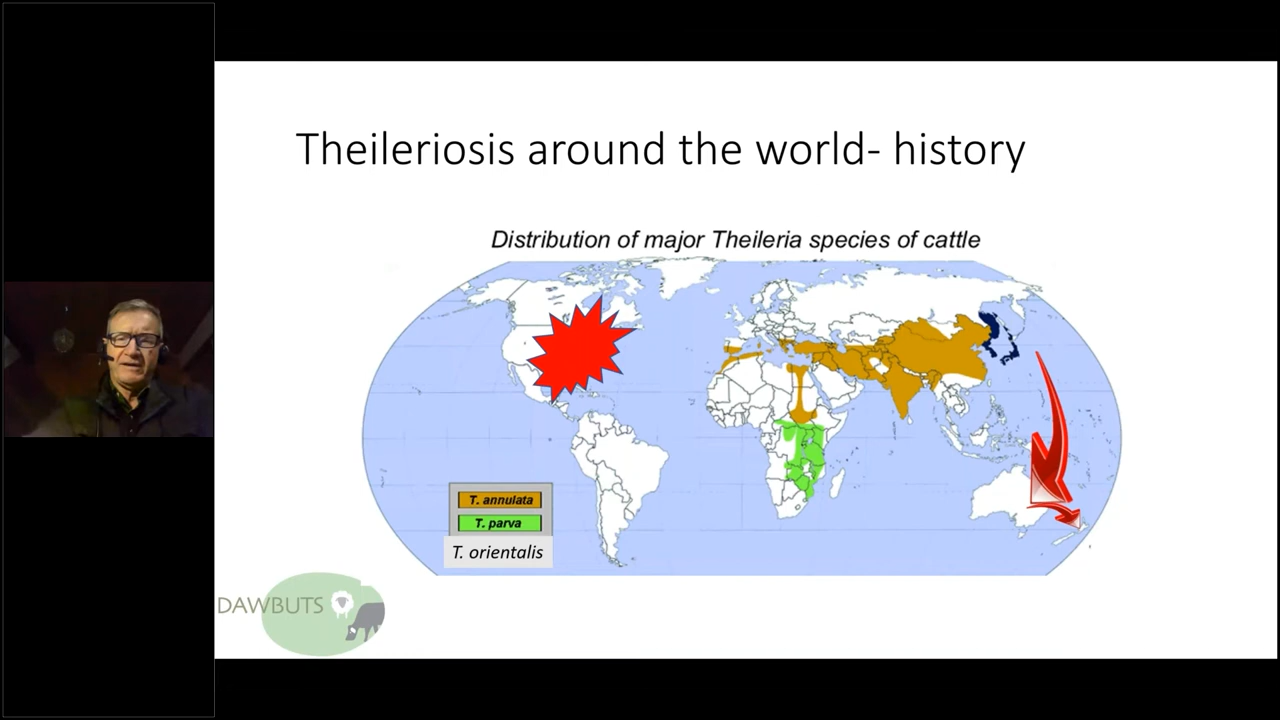 Theileriosis around the world- history
Distribution of major Theileria species of cattle
T. annulata
T. parva
T. orientalis
DAWBUTS